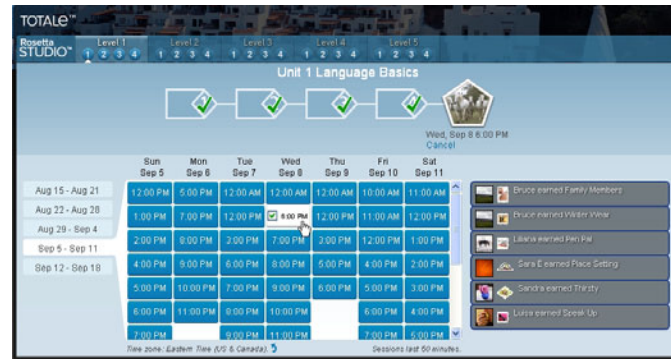 TOTALe™
Rosetta
STUDIO™
Level 1 Level 2 Level 3 Level 4 Level 5
1 2 3 4 1 2 3 4 1 2 3 4 1 2 3 4 1 2 3 4
Unit 1 Language Basics
Wed, Sep 8 6:00 PM
Cancel
Sun Mon Tue Wed Thu Fri Sat
Sep 5 Sep 6 Sep 7 Sep 8 Sep 9 Sep 10 Sep 11
Aug 15 - Aug 21
Aug 22 - Aug 28
Aug 29 - Sep 4
Sep 5 - Sep 11
Sep 12 - Sep 18
12:00 PM 5:00 PM 12:00 AM 12:00 AM 12:00 AM 10:00 AM 11:00 AM
1:00 PM 7:00 PM 12:00 PM 6:00 PM 12:00 PM 11:00 AM 12:00 PM
2:00 PM 8:00 PM 3:00 PM 7:00 PM 3:00 PM 12:00 PM 1:00 PM
4:00 PM 9:00 PM 6:00 PM 8:00 PM 5:00 PM 4:00 PM 2:00 PM
5:00 PM 10:00 PM 7:00 PM 9:00 PM 6:00 PM 5:00 PM 3:00 PM
6:00 PM 11:00 PM 8:00 PM 10:00 PM 6:00 PM 4:00 PM
7:00 PM 9:00 PM 11:00 PM 7:00 PM 5:00 PM
Time zone: Eastern Time (US & Canada).
Sessions last 50 minutes.
Bruce earned Family Members
Bruce earned Winter Wear
Liliana earned Pen Pal
Sara E earned Place Setting
Sandra earned Thirsty
Luisa earned Speak Up